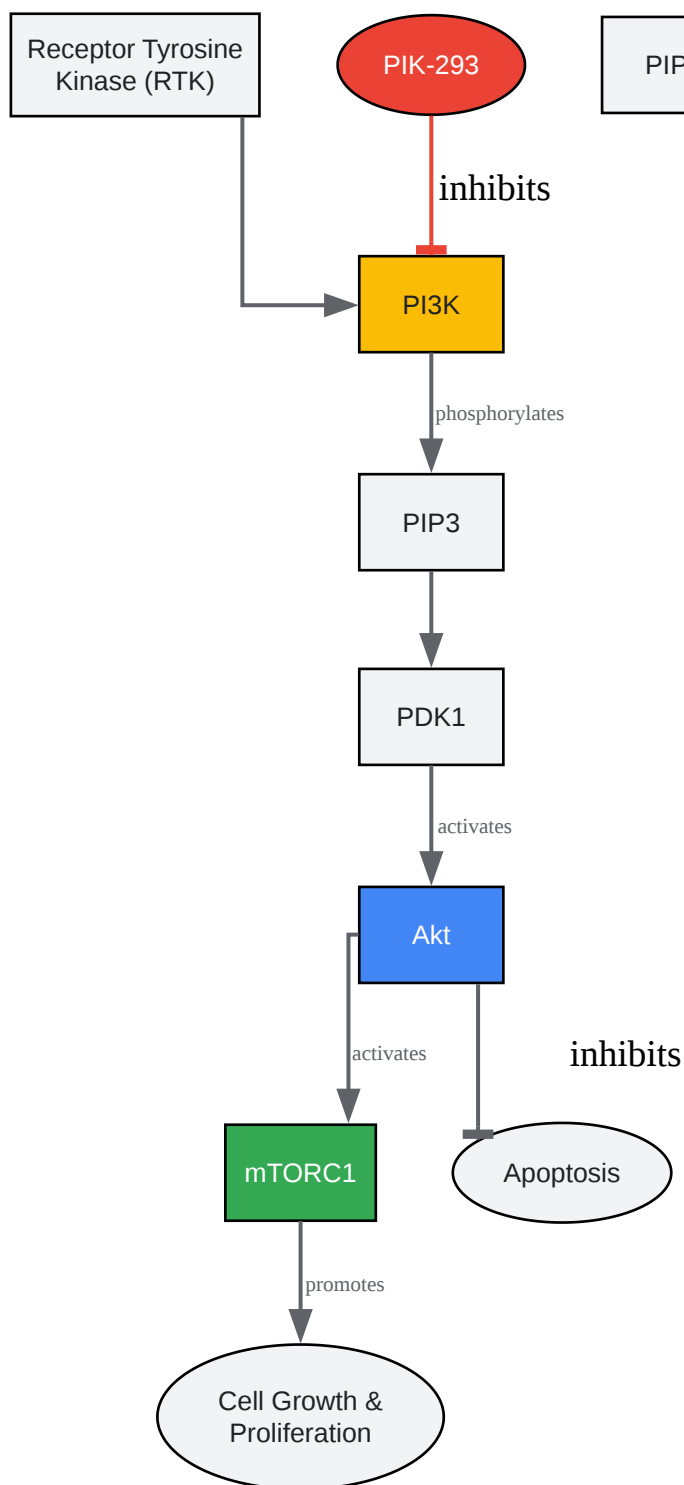 Receptor Tyrosine
Kinase (RTK)
PIK-293
PIP
inhibits
PI3K
phosphorylates
PIP3
PDK1
activates
Akt
activates
inhibits
mTORC1
Apoptosis
promotes
Cell Growth &
Proliferation